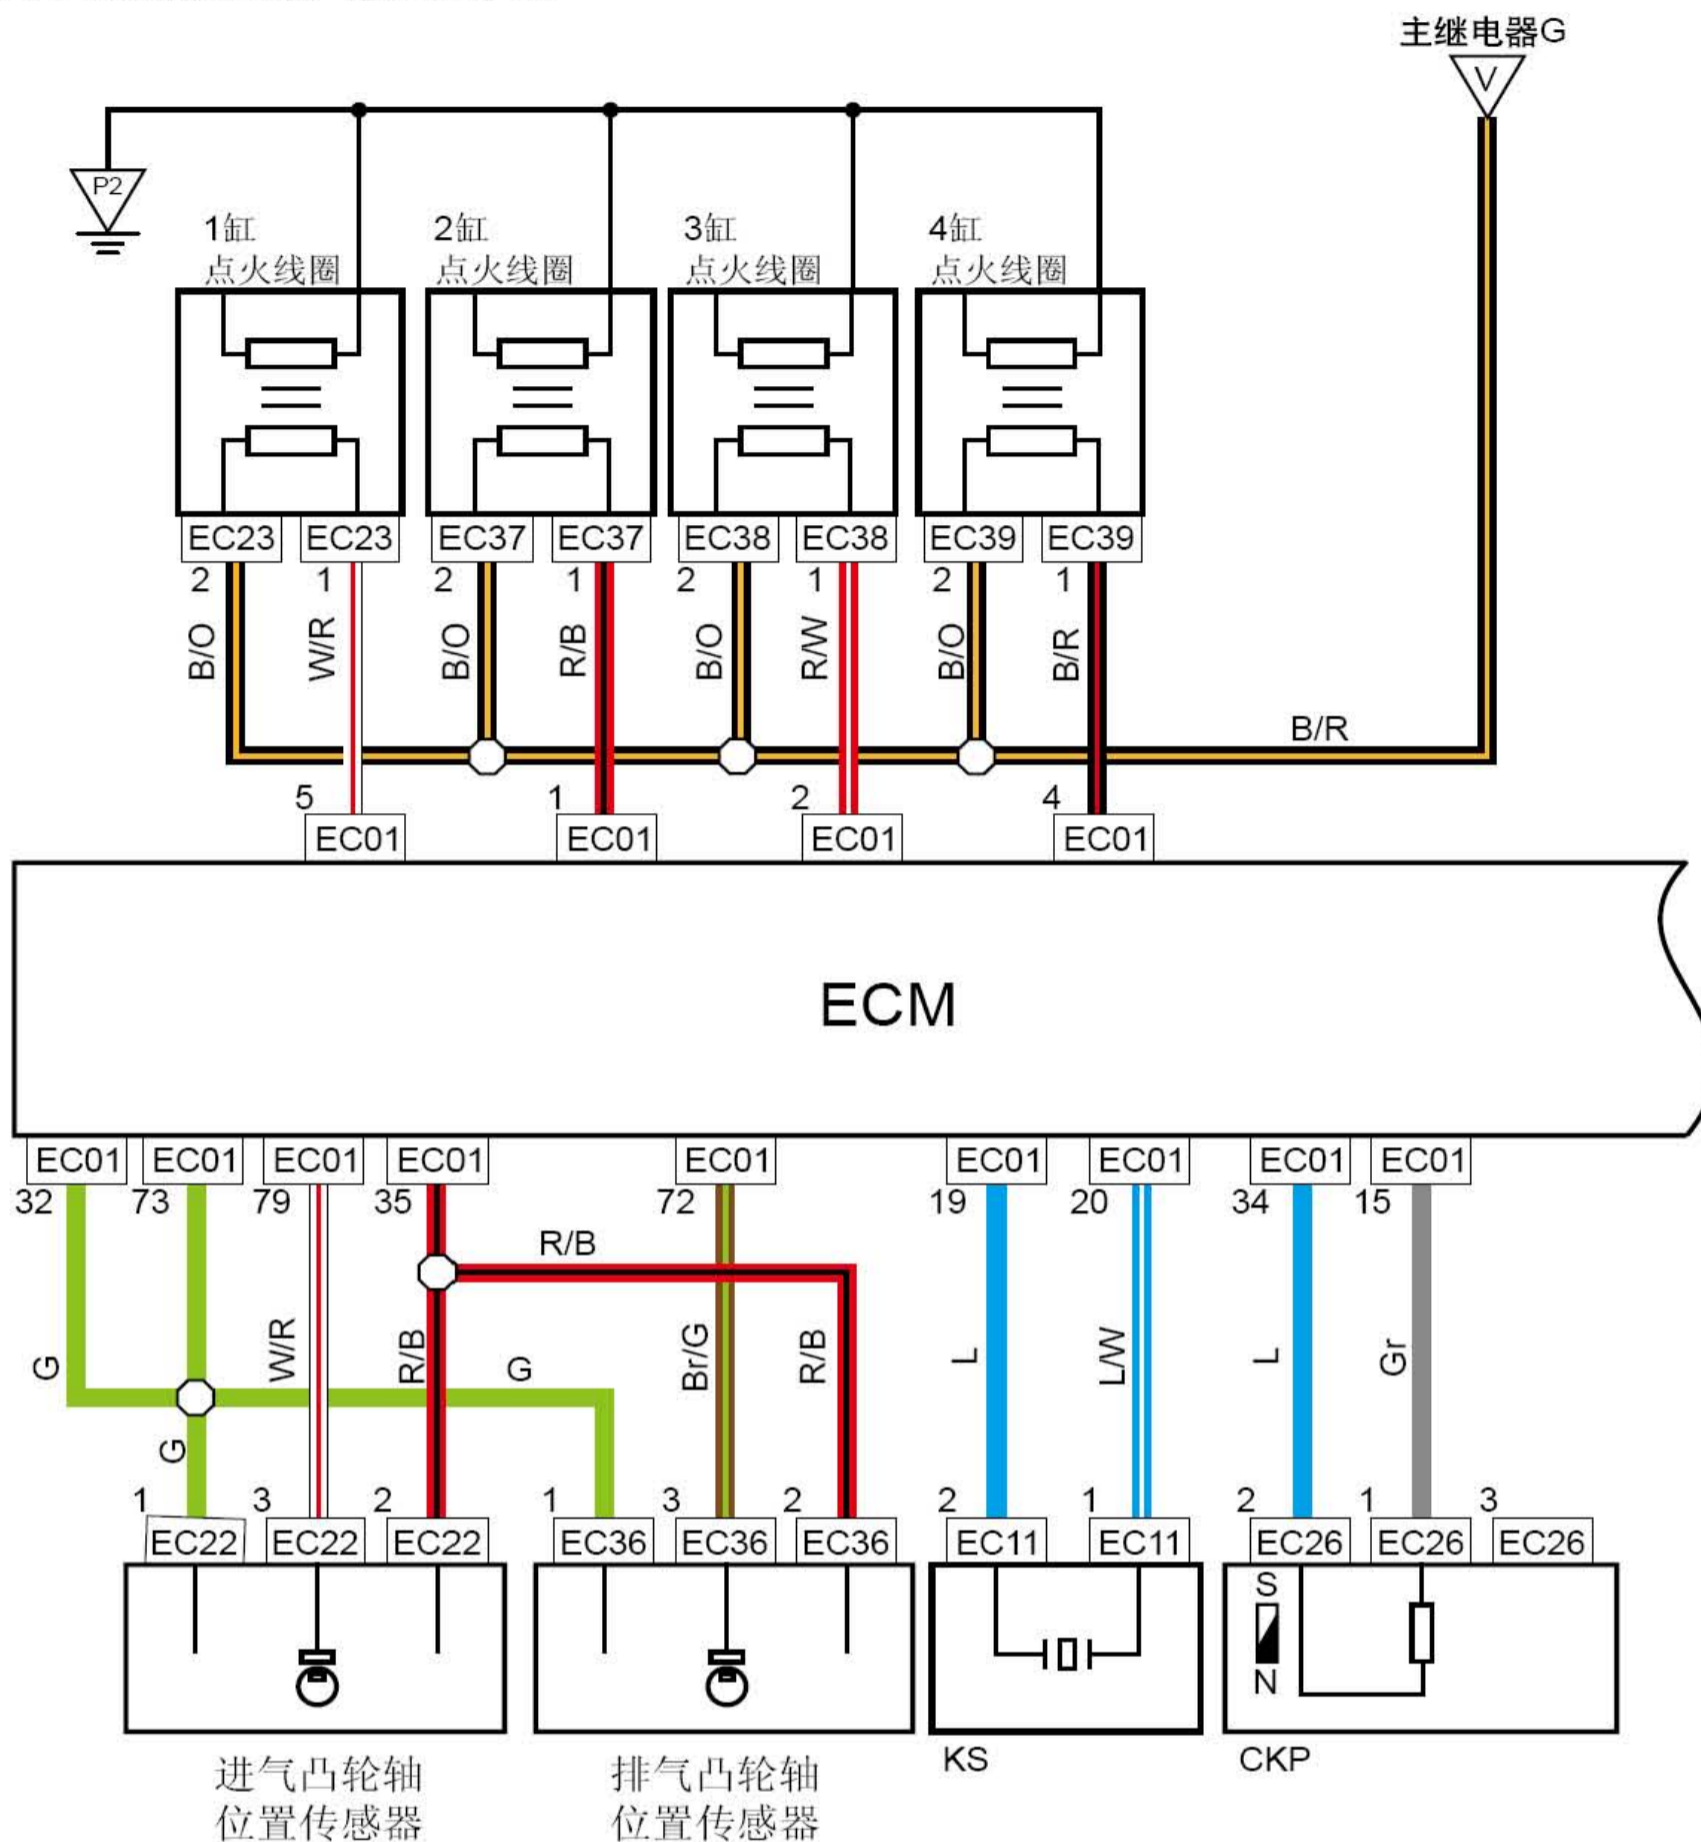 主继电器G
V
P2
1缸 2缸 3缸 4缸
点火线圈 点火线圈 点火线圈 点火线圈
EC23 EC23 EC37 EC37 EC38 EC38 EC39 EC39
2 1 2 1 2 1 2 1
B/O W/R B/O R/B B/O R/W B/O B/R
B/R
5 1 2 4
EC01 EC01 EC01 EC01
ECM
EC01 EC01 EC01 EC01 EC01 EC01 EC01 EC01 EC01
32 73 79 35 72 19 20 34 15
R/B
G W/R R/B G Br/G R/B L L/W L Gr
G
1 3 2 1 3 2 2 1 2 1 3
EC22 EC22 EC22 EC36 EC36 EC36 EC11 EC11 EC26 EC26 EC26
S
N
KS CKP
进气凸轮轴 排气凸轮轴
位置传感器 位置传感器